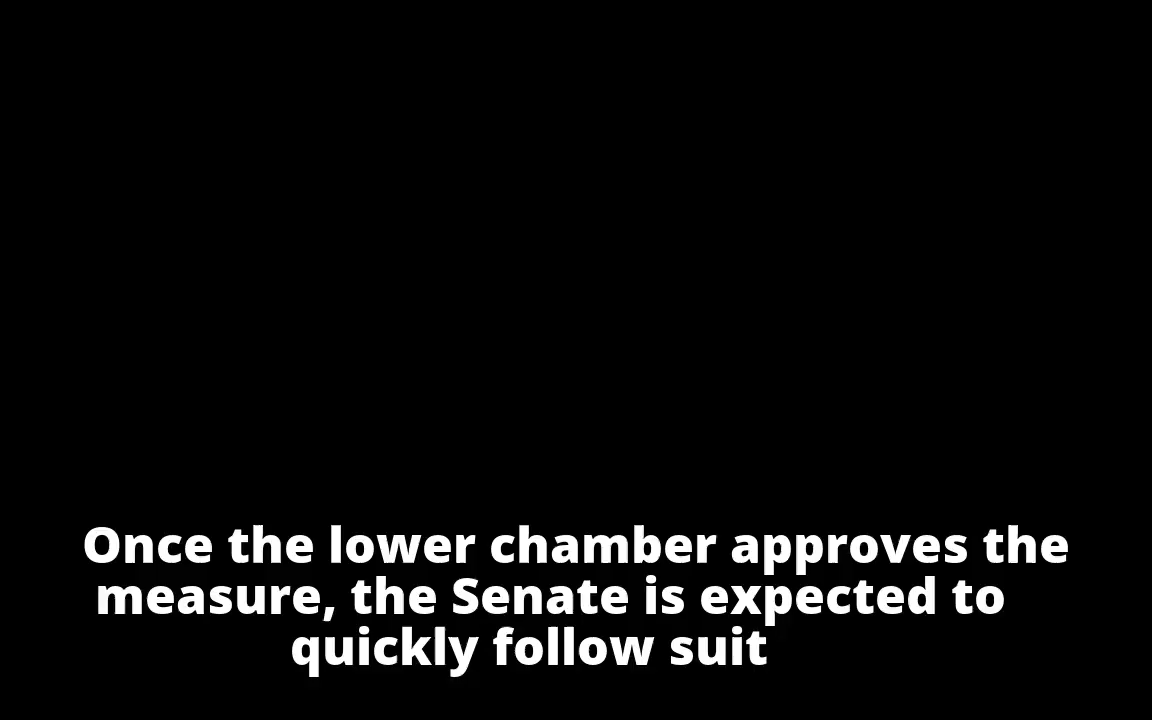 Once the lower chamber approves the
measure, the Senate is expected to
quickly follow suit